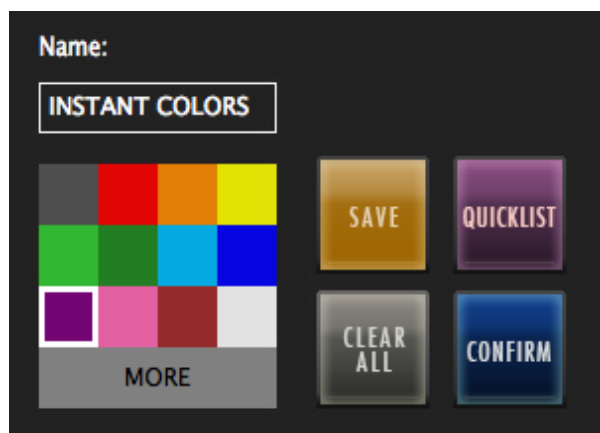 Name:
INSTANT COLORS
SAVE
QUICKLIST
CLEAR
ALL
CONFIRM
MORE